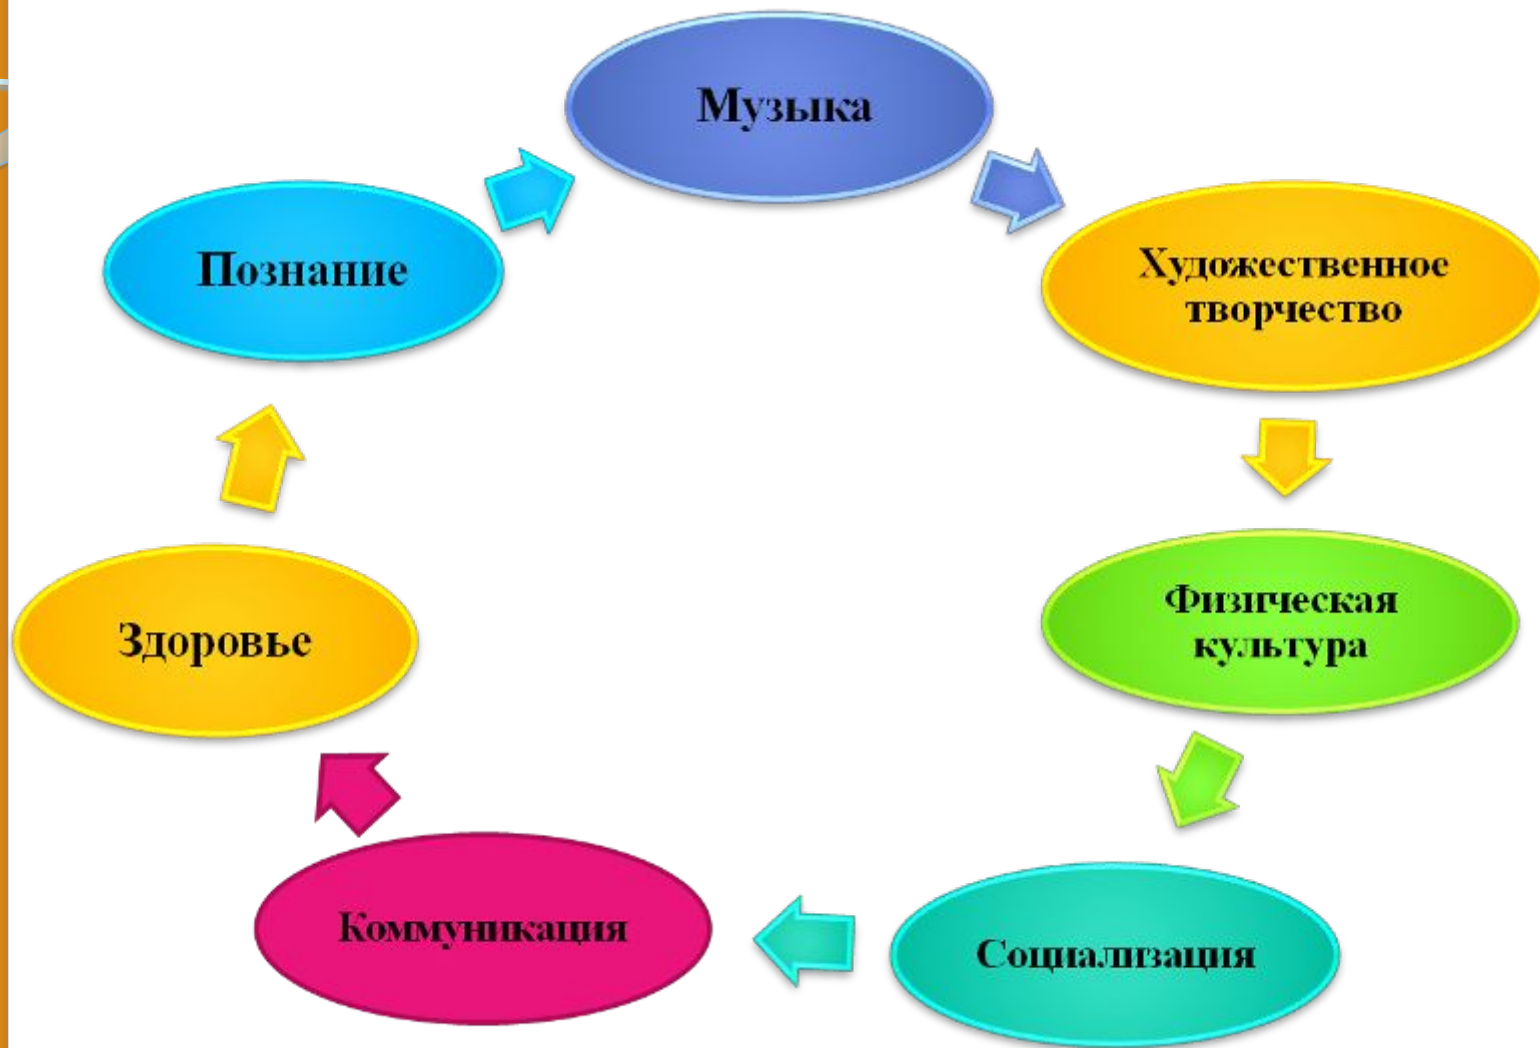 Музыка
Художественное
творчество
Физическая
культура
Социализация
Коммуникация
Здоровье
Познание